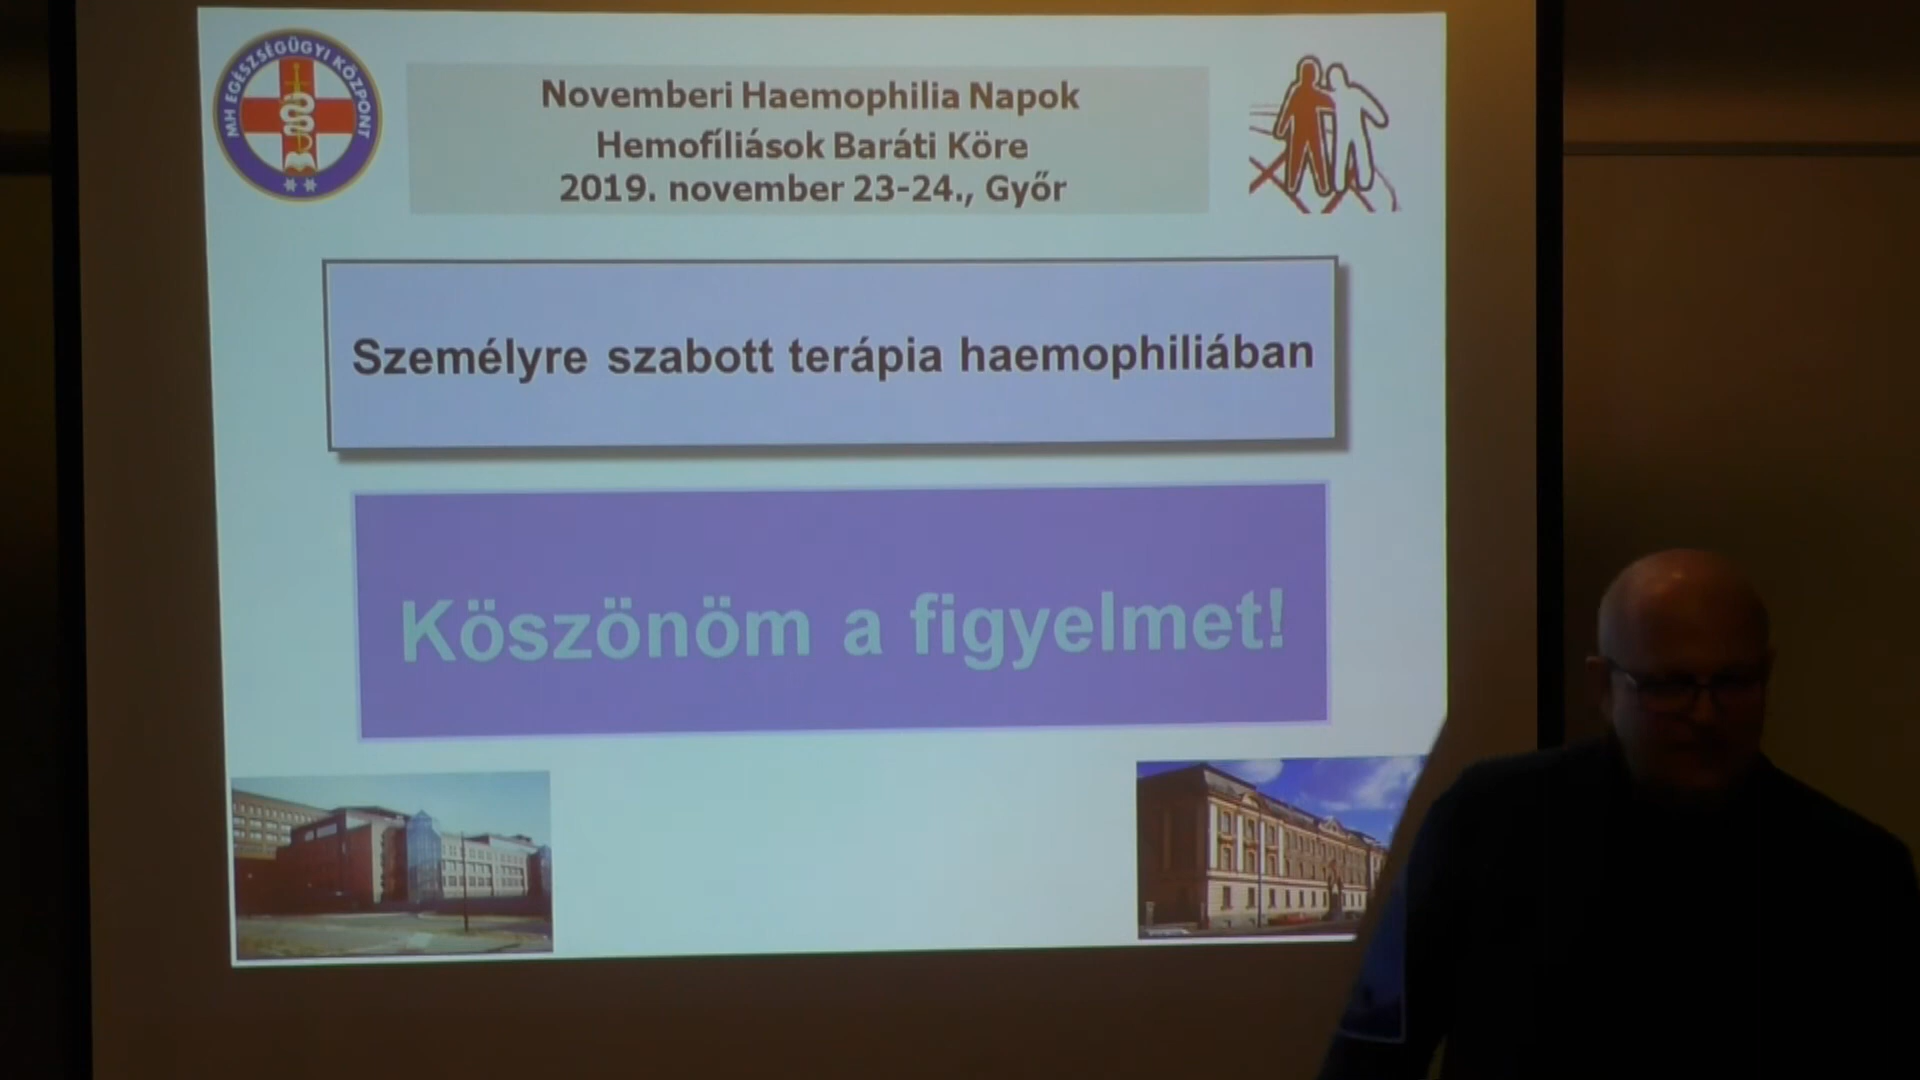 MH EGÉSZSÉGÜGYI KÖZPONT
Novemberi Haemophilia Napok
Hemofíliások Baráti Köre
2019. november 23-24., Győr
Személyre szabott terápia haemophiliában
Köszönöm a figyelmet!